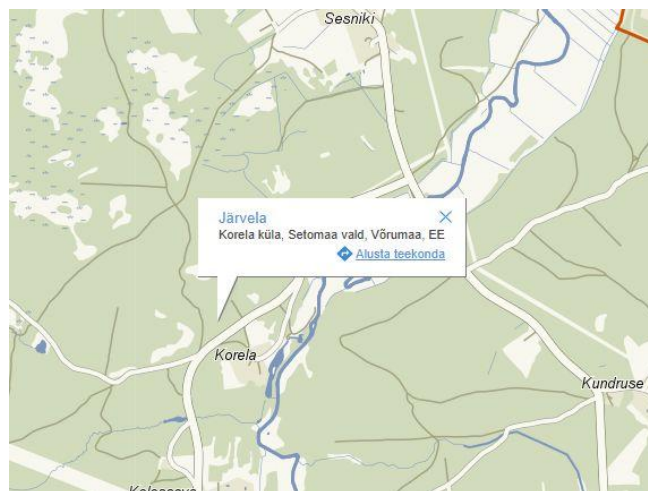 Sesniki
Järvela
Korela küla, Setomaa vald, Võrumaa, EE
Alusta teekonda
Korela
Kundruse